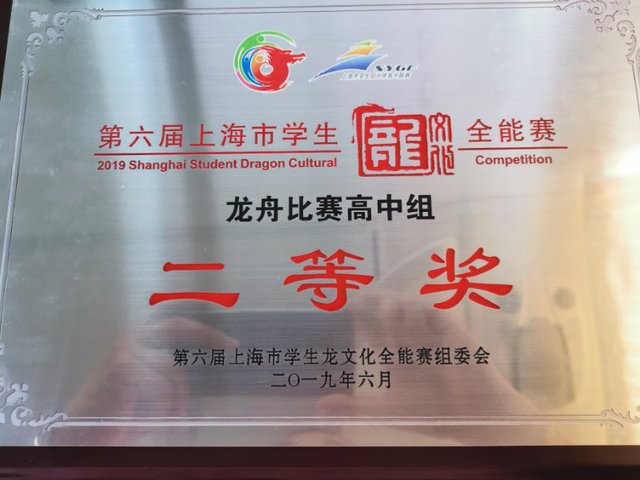 第六届上海市学生龍文化全能赛
2019 Shanghai Student Dragon Cultural Competition
龙舟比赛高中组
二等奖
第六届上海市学生龙文化全能赛组委会
二〇一九年六月